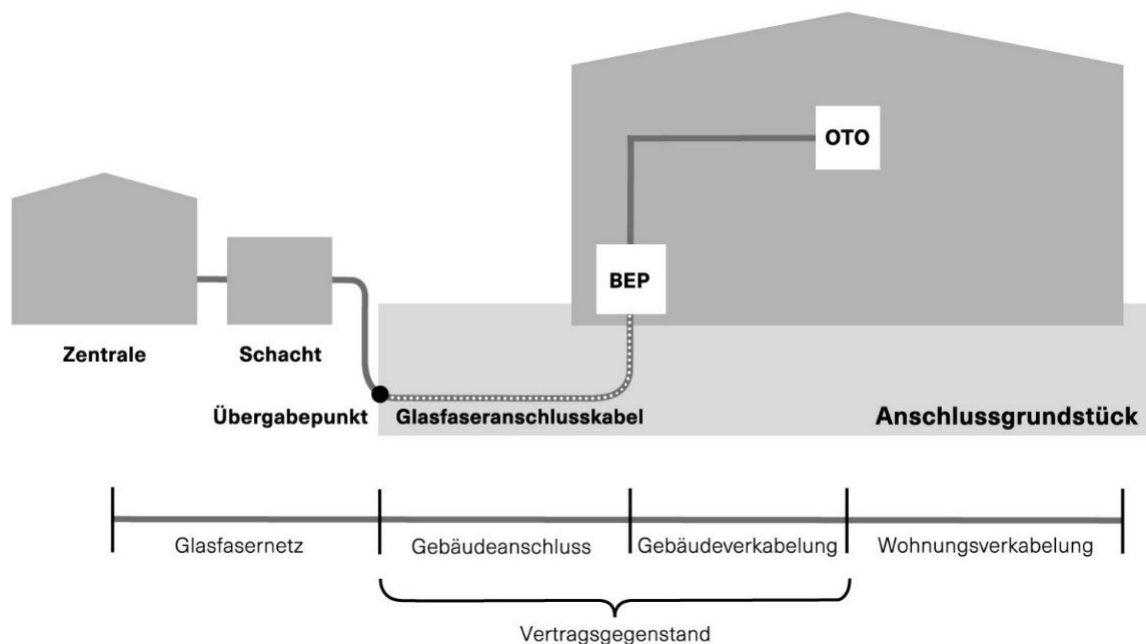 OTO
BEP
Zentrale
Schacht
Übergabepunkt
Glasfaseranschlusskabel
Anschlussgrundstück
Glasfasernetz
Gebäudeanschluss
Gebäudeverkabelung
Wohnungsverkabelung
Vertragsgegenstand